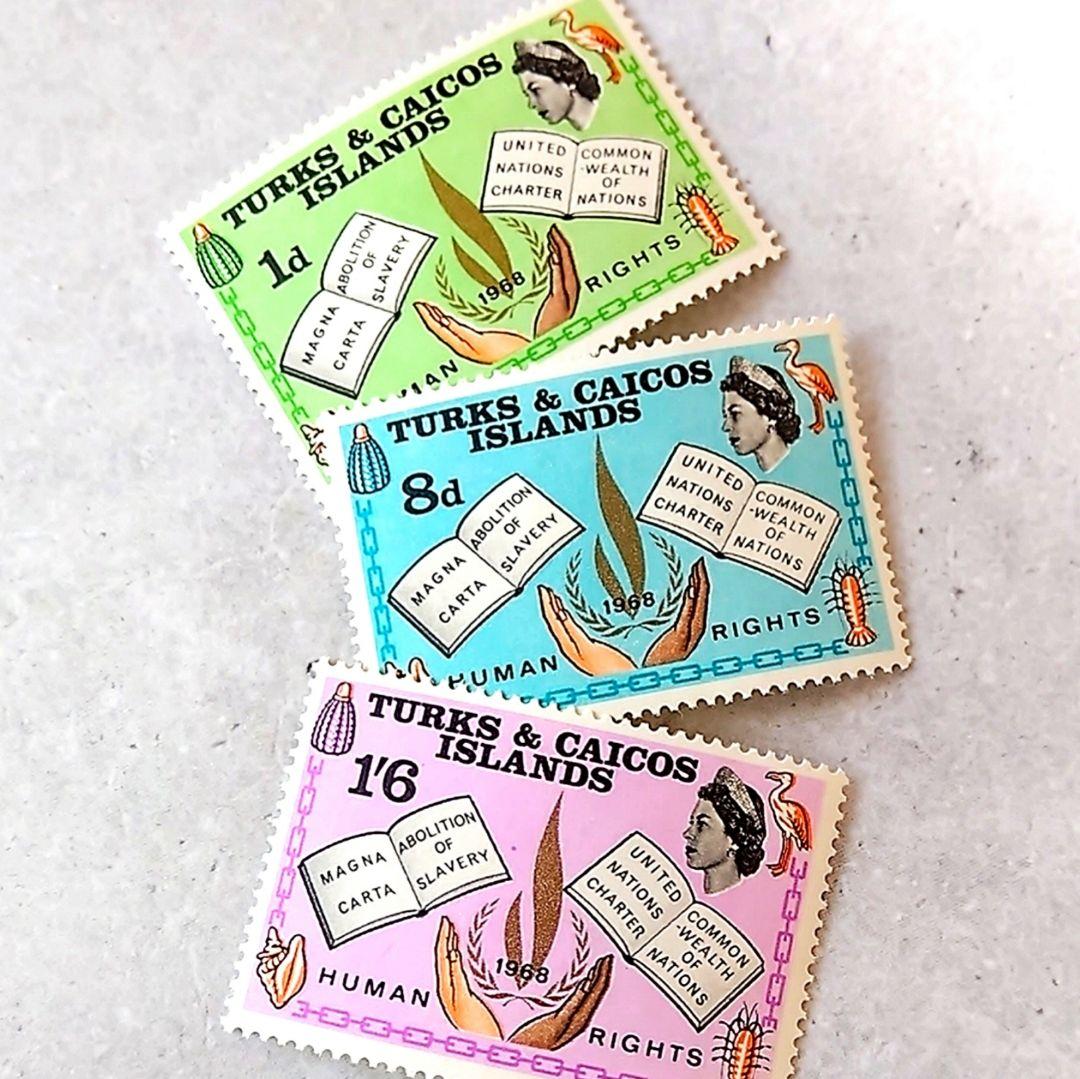 TURKS & CAICOS
ISLANDS
1d
MAGNA
CARTA
ABOLITION
OF
SLAVERY
UNITED
NATIONS
CHARTER
COMMON
-WEALTH
OF
NATIONS
1968
RIGHTS
TURKS & CAICOS
ISLANDS
8d
MAGNA
CARTA
ABOLITION
OF
SLAVERY
UNITED
NATIONS
CHARTER
COMMON
-WEALTH
OF
NATIONS
1968
HUMAN
RIGHTS
TURKS & CAICOS
ISLANDS
1'6
MAGNA
CARTA
ABOLITION
OF
SLAVERY
UNITED
NATIONS
CHARTER
COMMON
-WEALTH
OF
NATIONS
1968
HUMAN
RIGHTS